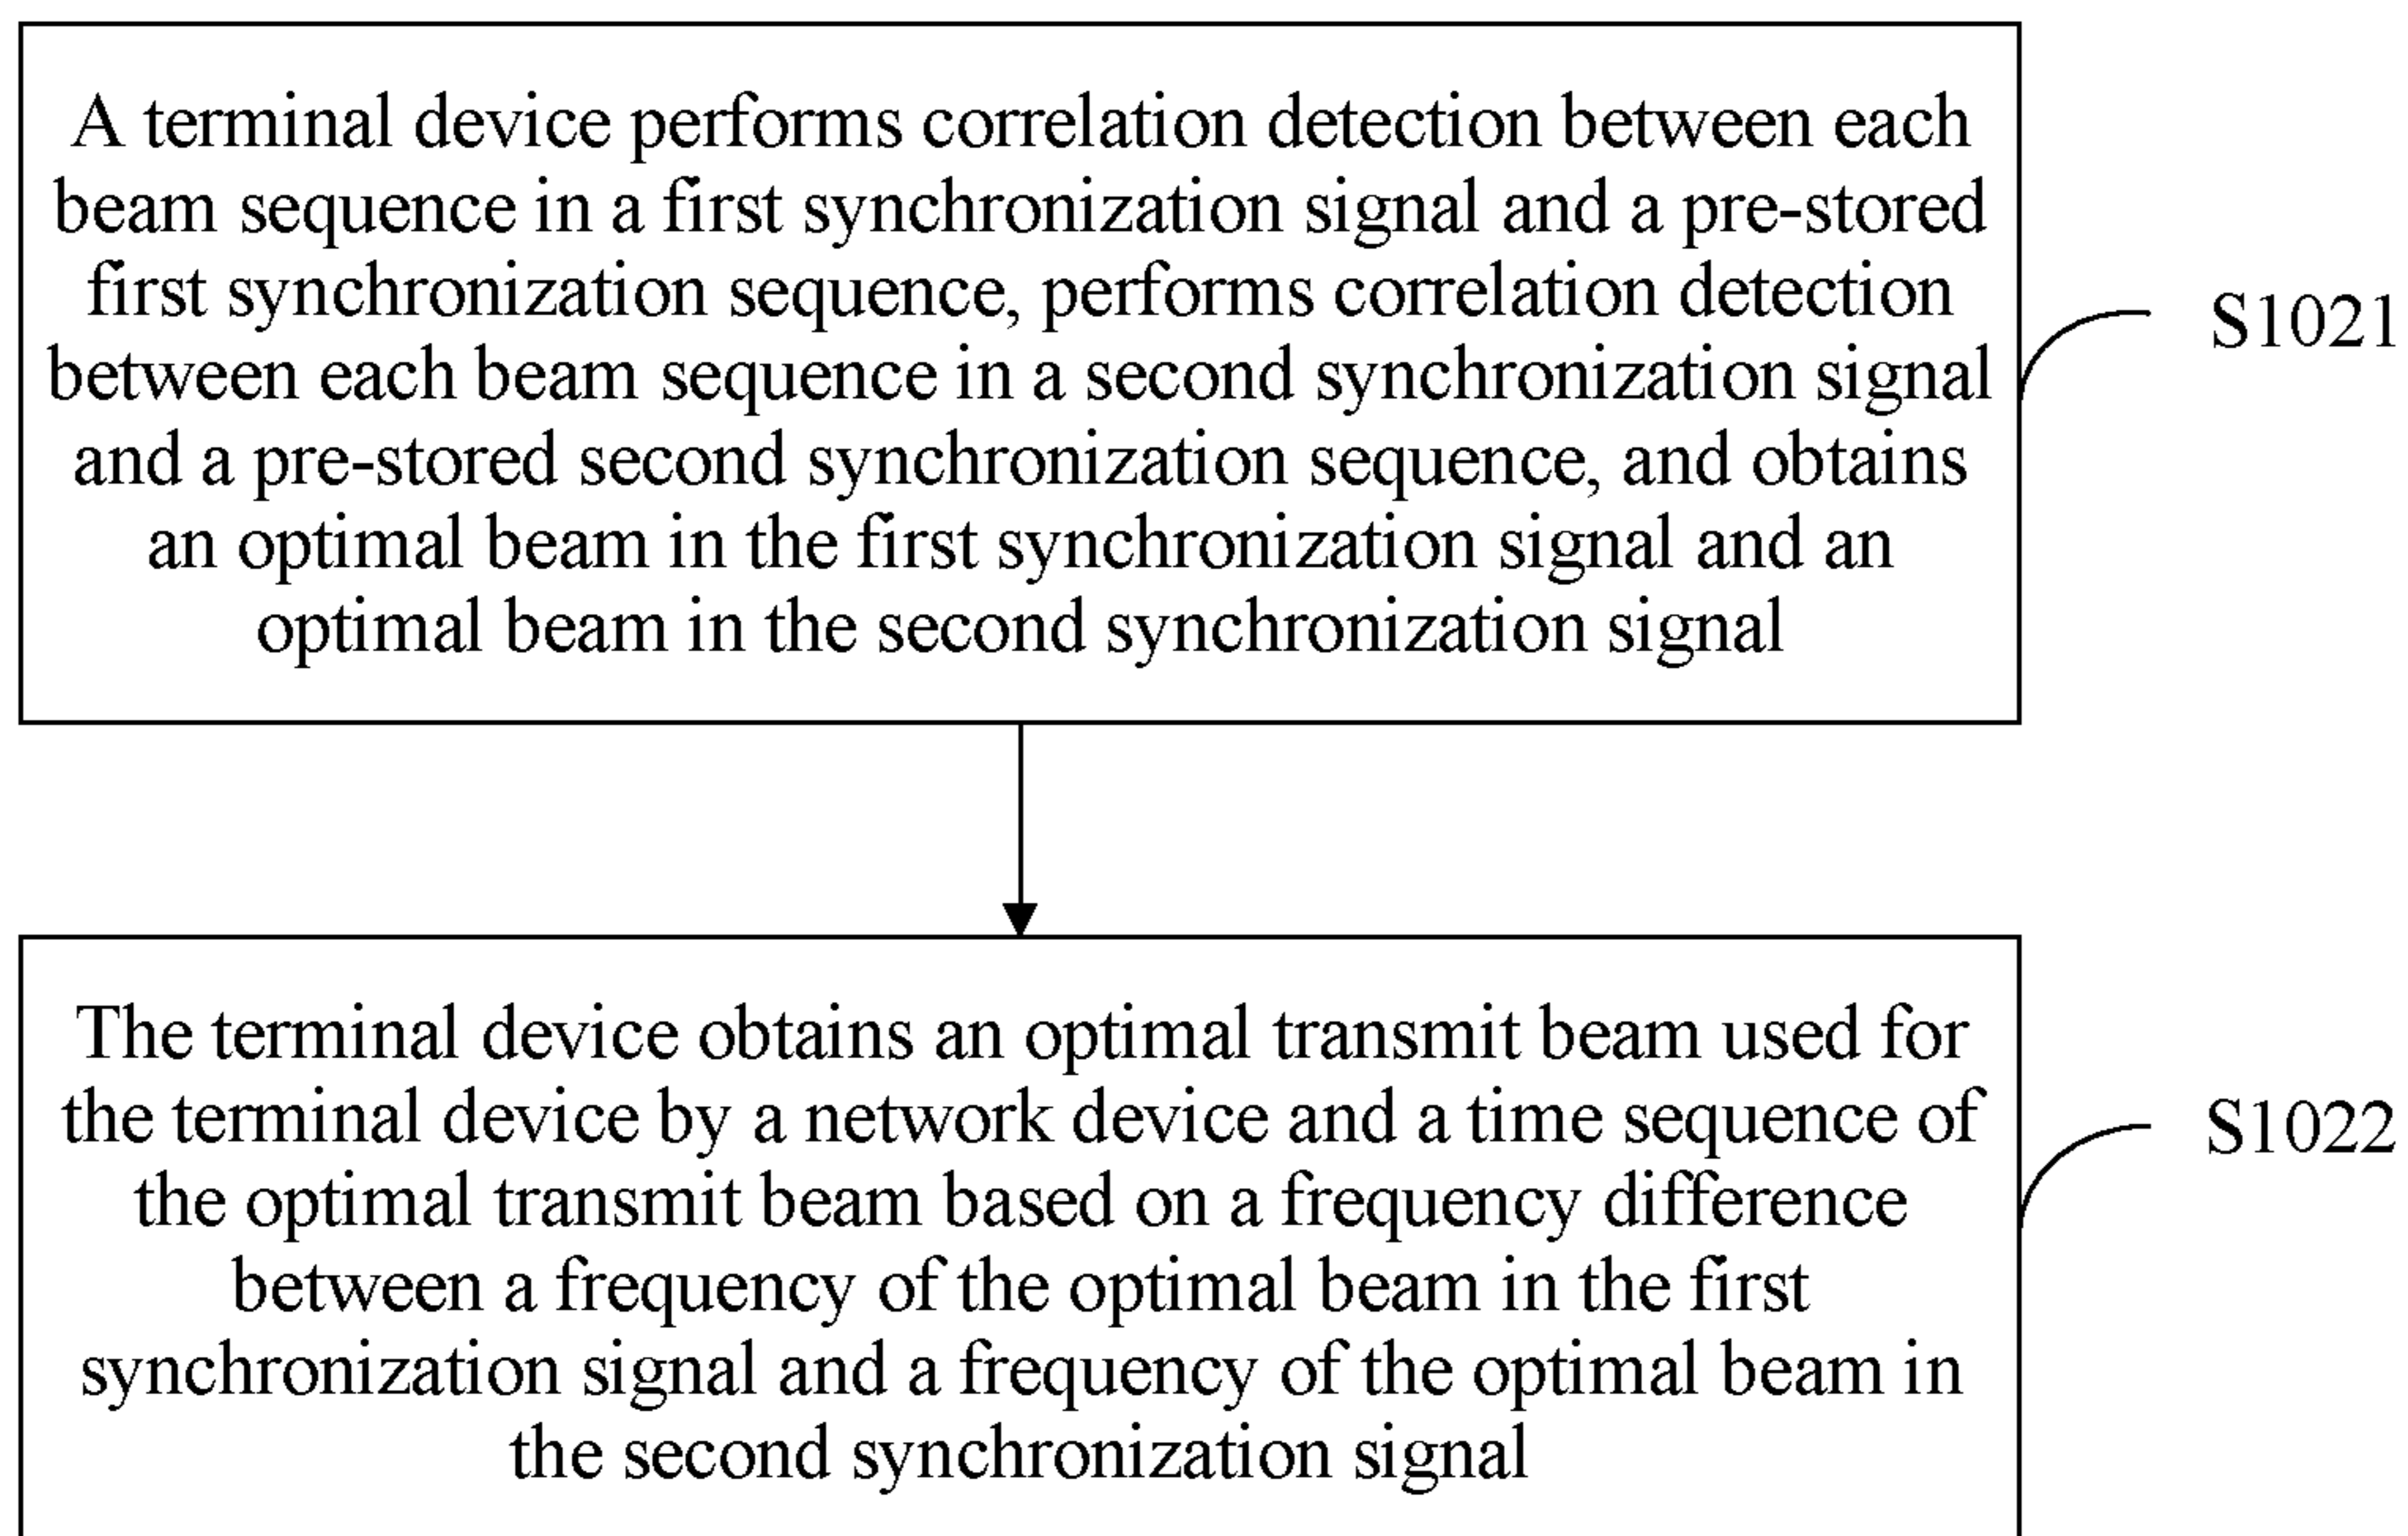 A terminal device performs correlation detection between each
beam sequence in a first synchronization signal and a pre-stored
first synchronization sequence, performs correlation detection
between each beam sequence in a second synchronization signal
and a pre-stored second synchronization sequence, and obtains
an optimal beam in the first synchronization signal and an
optimal beam in the second synchronization signal
S1021
The terminal device obtains an optimal transmit beam used for
the terminal device by a network device and a time sequence of
the optimal transmit beam based on a frequency difference
between a frequency of the optimal beam in the first
synchronization signal and a frequency of the optimal beam in
the second synchronization signal
S1022